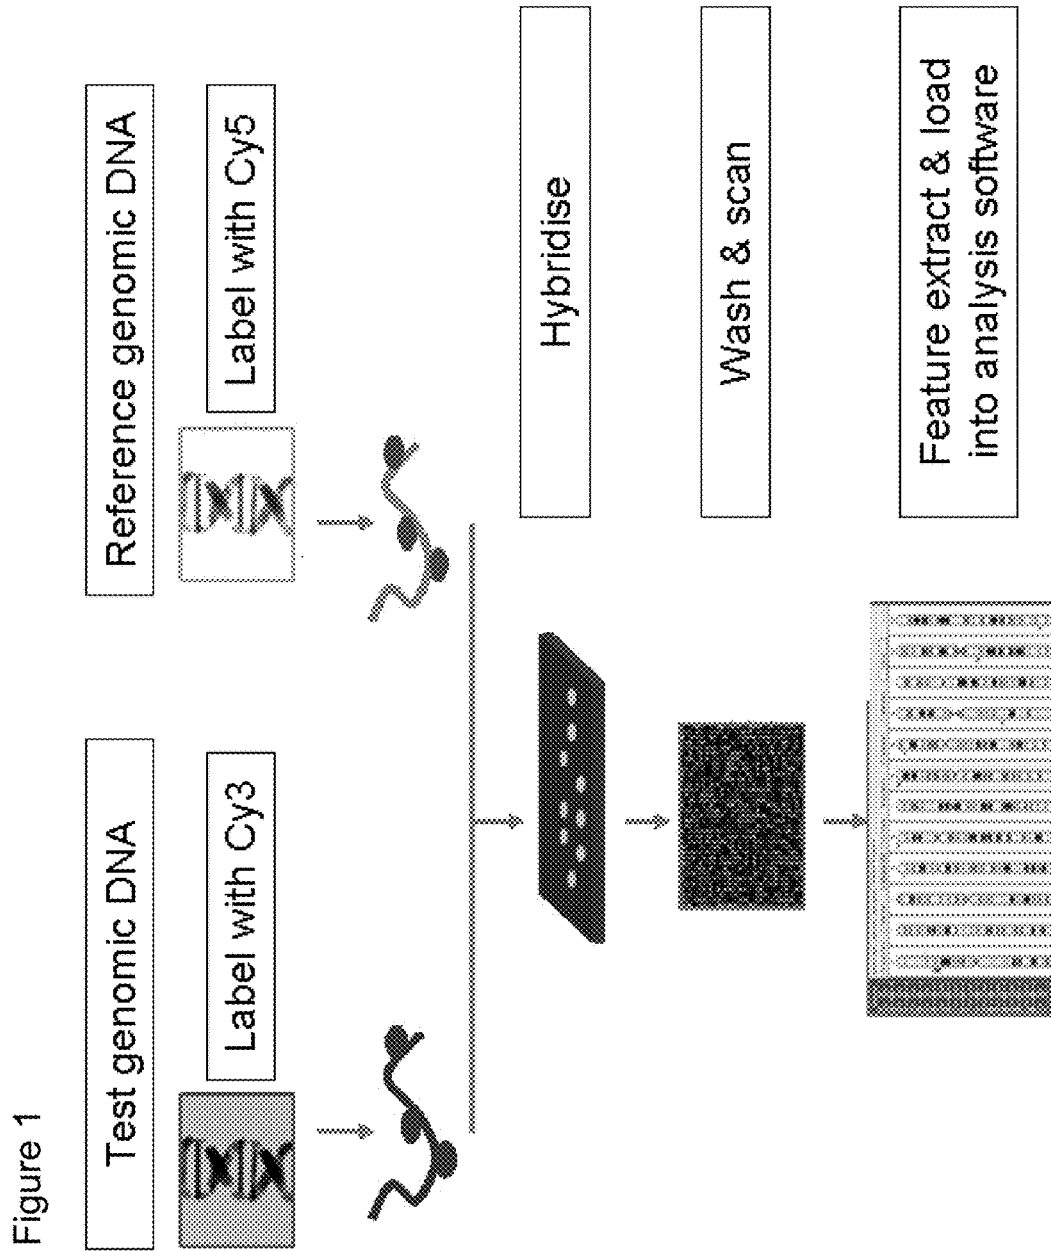 Figure 1
Test genomic DNA
Reference genomic DNA
Label with Cy3
Label with Cy5
Hybridise
Wash & scan
Feature extract & load
into analysis software